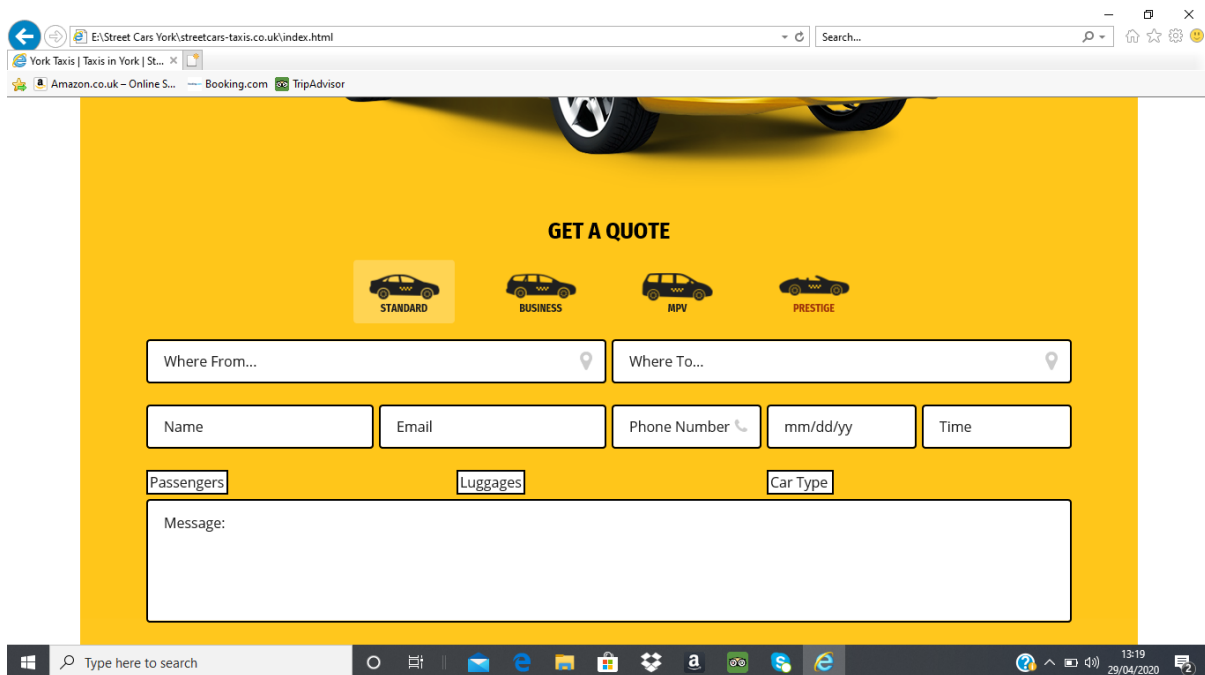 E:\Street Cars York\streetcars-taxis.co.uk\index.html
Search...
York Taxis | Taxis in York | St...
Amazon.co.uk – Online S... Booking.com TripAdvisor
GET A QUOTE
STANDARD BUSINESS MPV PRESTIGE
Where From... Where To...
Name Email Phone Number mm/dd/yy Time
Passengers Luggages Car Type
Message:
Type here to search
13:19
29/04/2020
2